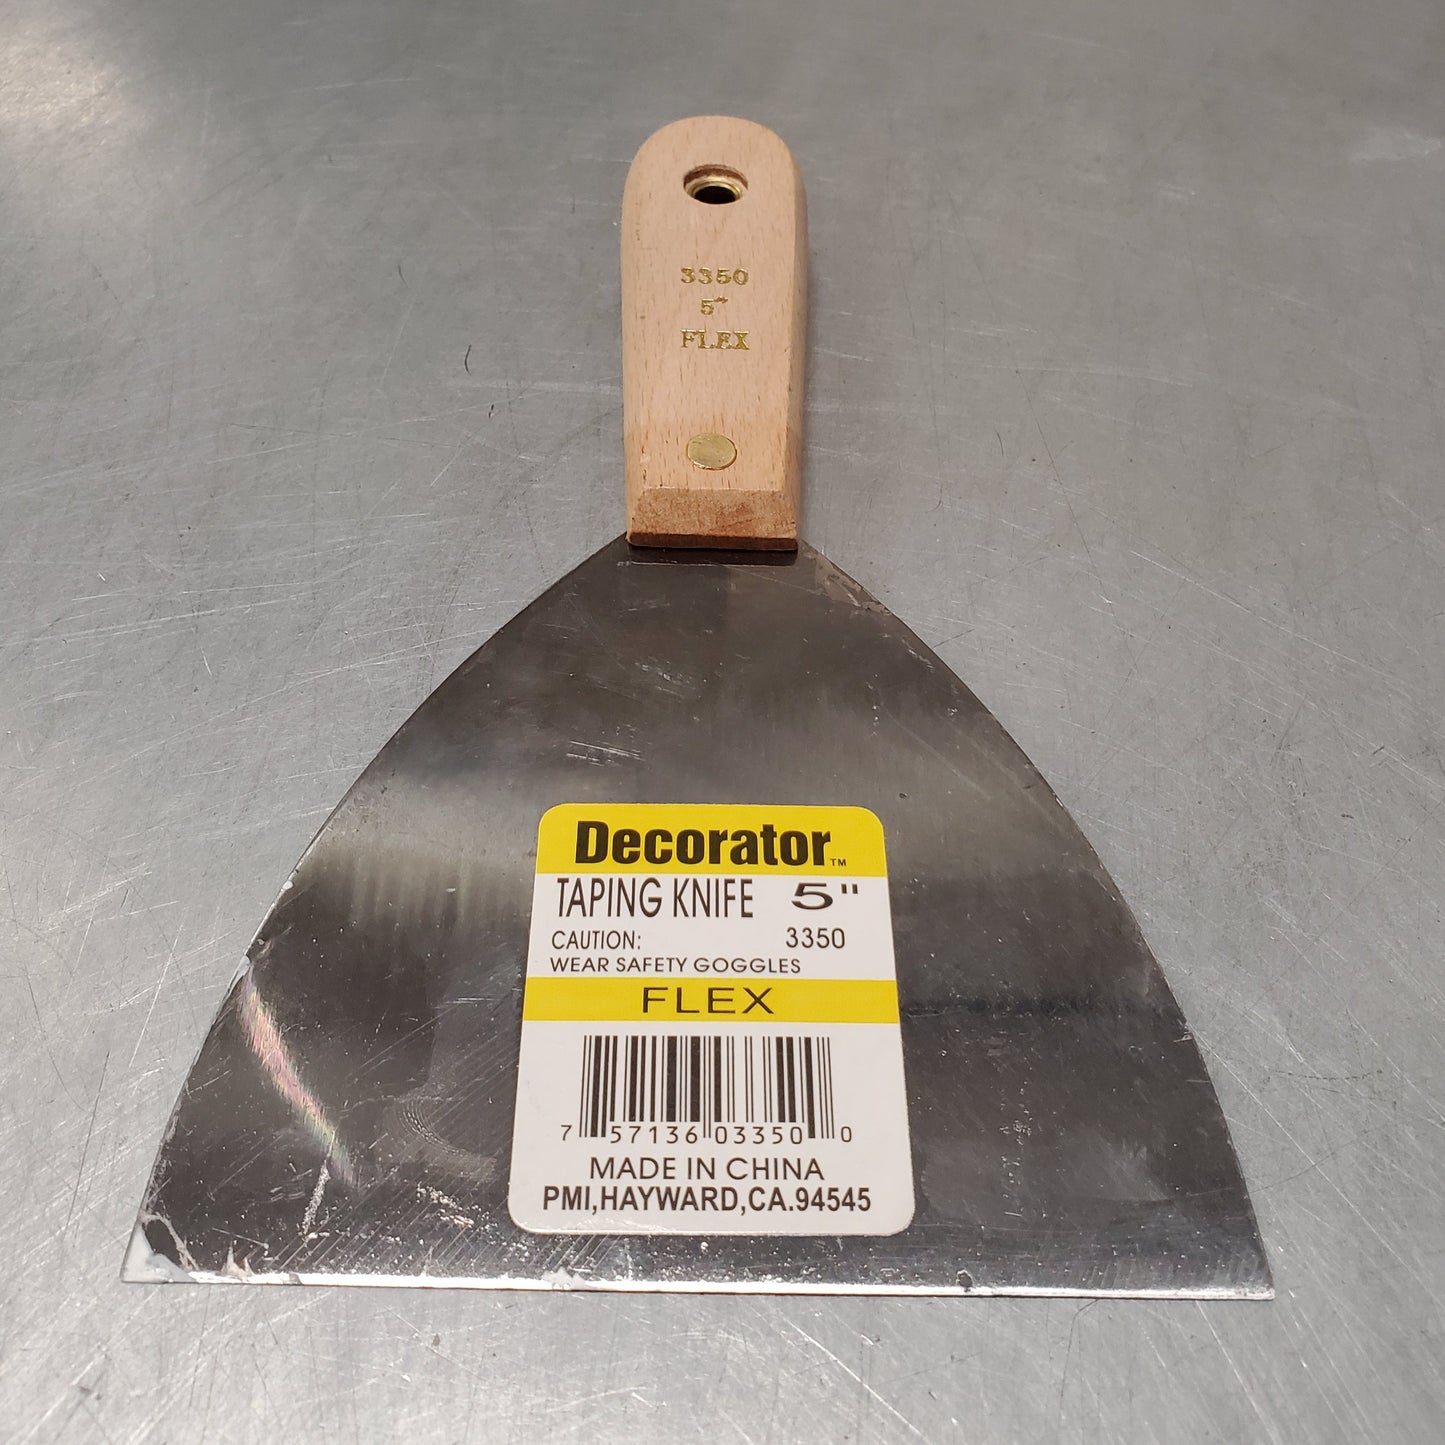 3350
5"
FLEX
Decorator™
TAPING KNIFE 5"
CAUTION: 3350
WEAR SAFETY GOGGLES
FLEX
7 57136 03350 0
MADE IN CHINA
PMI,HAYWARD,CA.94545